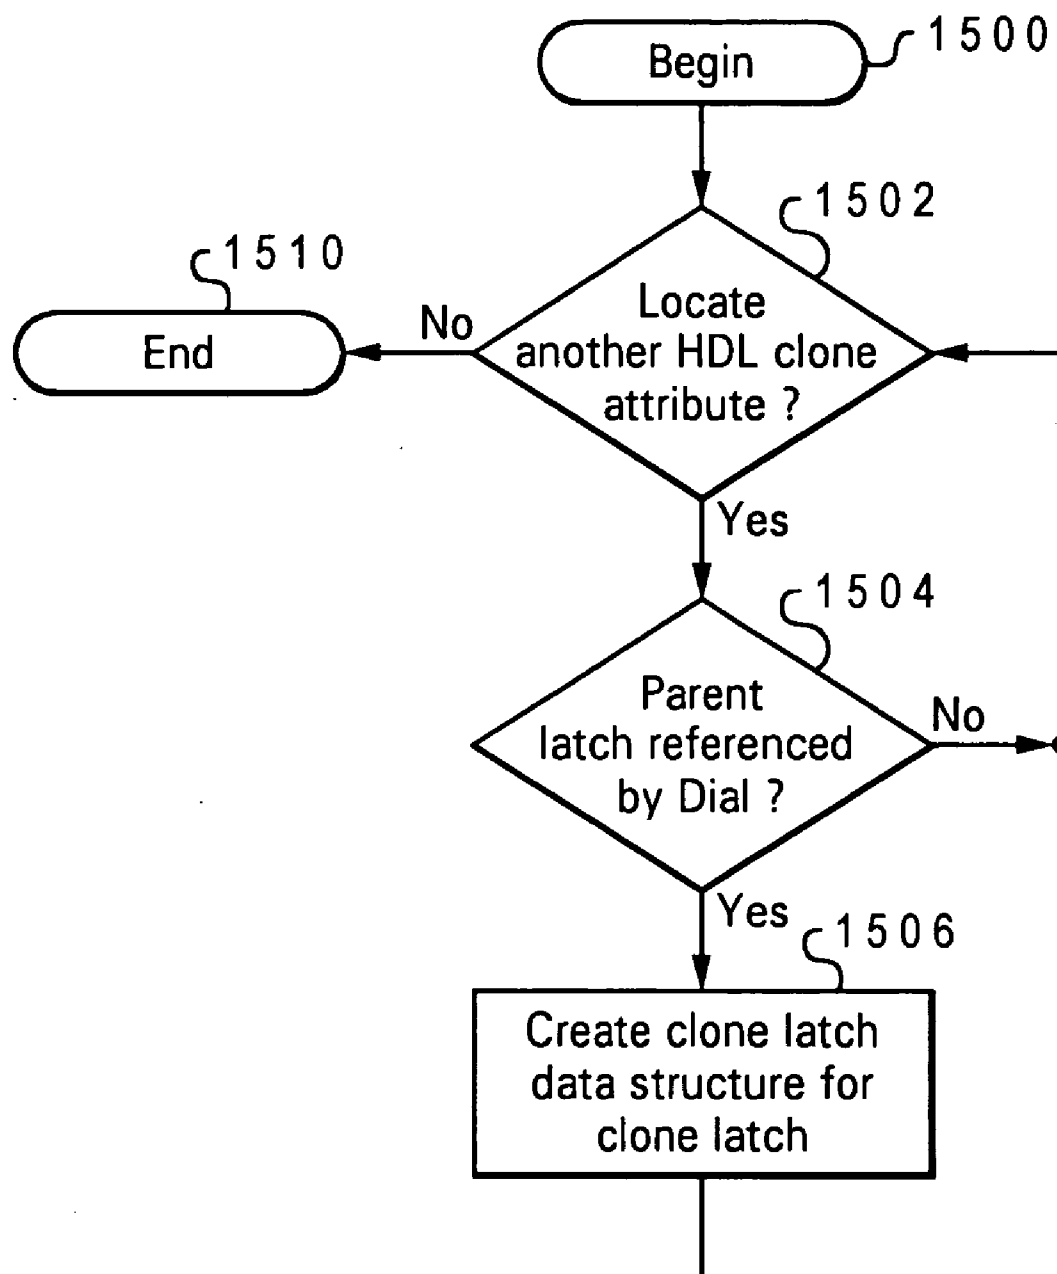 Begin
1500
1502
1510
Locate
another HDL clone
attribute ?
No
End
Yes
1504
Parent
latch referenced
by Dial ?
No
Yes
1506
Create clone latch
data structure for
clone latch